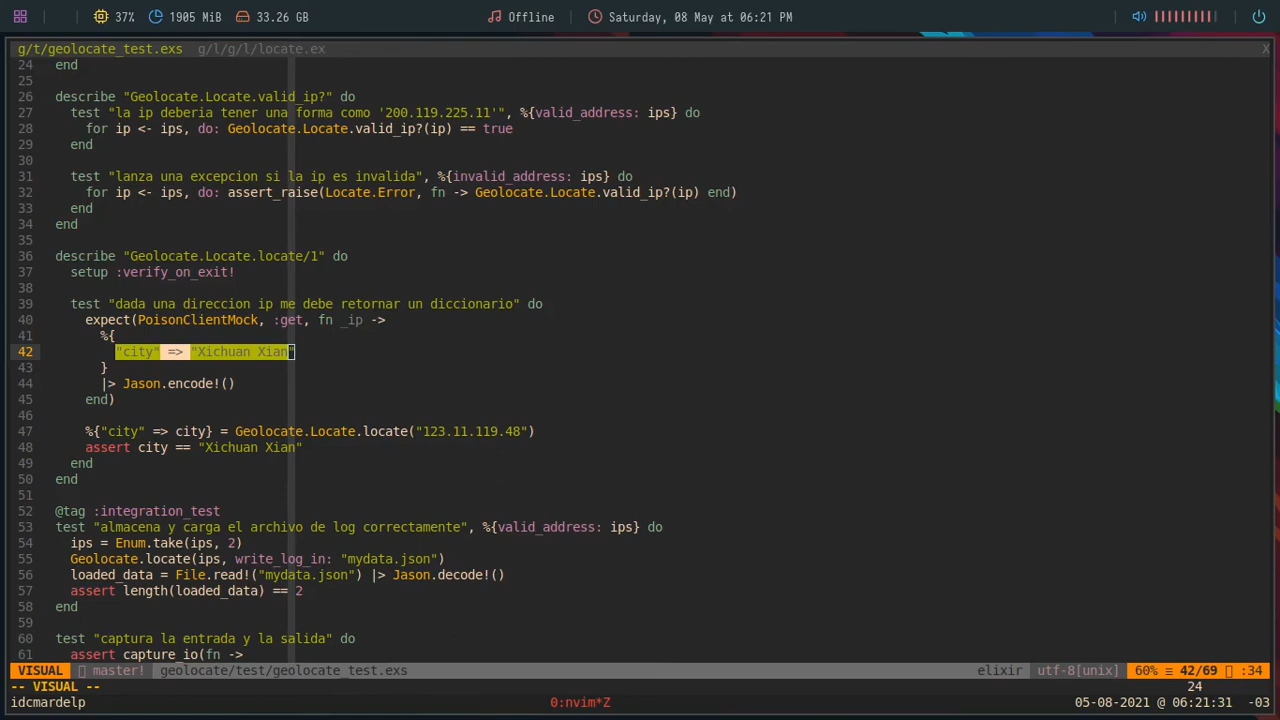 37% 1905 MiB 33.26 GB Offline Saturday, 08 May at 06:21 PM
g/t/geolocate_test.exs g/l/g/l/locate.ex X
24 end
25
26 describe "Geolocate.Locate.valid_ip?" do
27 test "la ip deberia tener una forma como '200.119.225.11'", %{valid_address: ips} do
28 for ip <- ips, do: Geolocate.Locate.valid_ip?(ip) == true
29 end
30
31 test "lanza una excepcion si la ip es invalida", %{invalid_address: ips} do
32 for ip <- ips, do: assert_raise(Locate.Error, fn -> Geolocate.Locate.valid_ip?(ip) end)
33 end
34 end
35
36 describe "Geolocate.Locate.locate/1" do
37 setup :verify_on_exit!
38
39 test "dada una direccion ip me debe retornar un diccionario" do
40 expect(PoisonClientMock, :get, fn _ip ->
41 %{
42 "city" => "Xichuan Xian"
43 }
44 |> Jason.encode!()
45 end)
46
47 %{"city" => city} = Geolocate.Locate.locate("123.11.119.48")
48 assert city == "Xichuan Xian"
49 end
50 end
51
52 @tag :integration_test
53 test "almacena y carga el archivo de log correctamente", %{valid_address: ips} do
54 ips = Enum.take(ips, 2)
55 Geolocate.locate(ips, write_log_in: "mydata.json")
56 loaded_data = File.read!("mydata.json") |> Jason.decode!()
57 assert length(loaded_data) == 2
58 end
59
60 test "captura la entrada y la salida" do
61 assert capture_io(fn ->
VISUAL master! geolocate/test/geolocate_test.exs elixir utf-8[unix] 60% ≡ 42/69 :34
-- VISUAL -- 24
idcmardelp 0:nvim*Z 05-08-2021 @ 06:21:31 -03